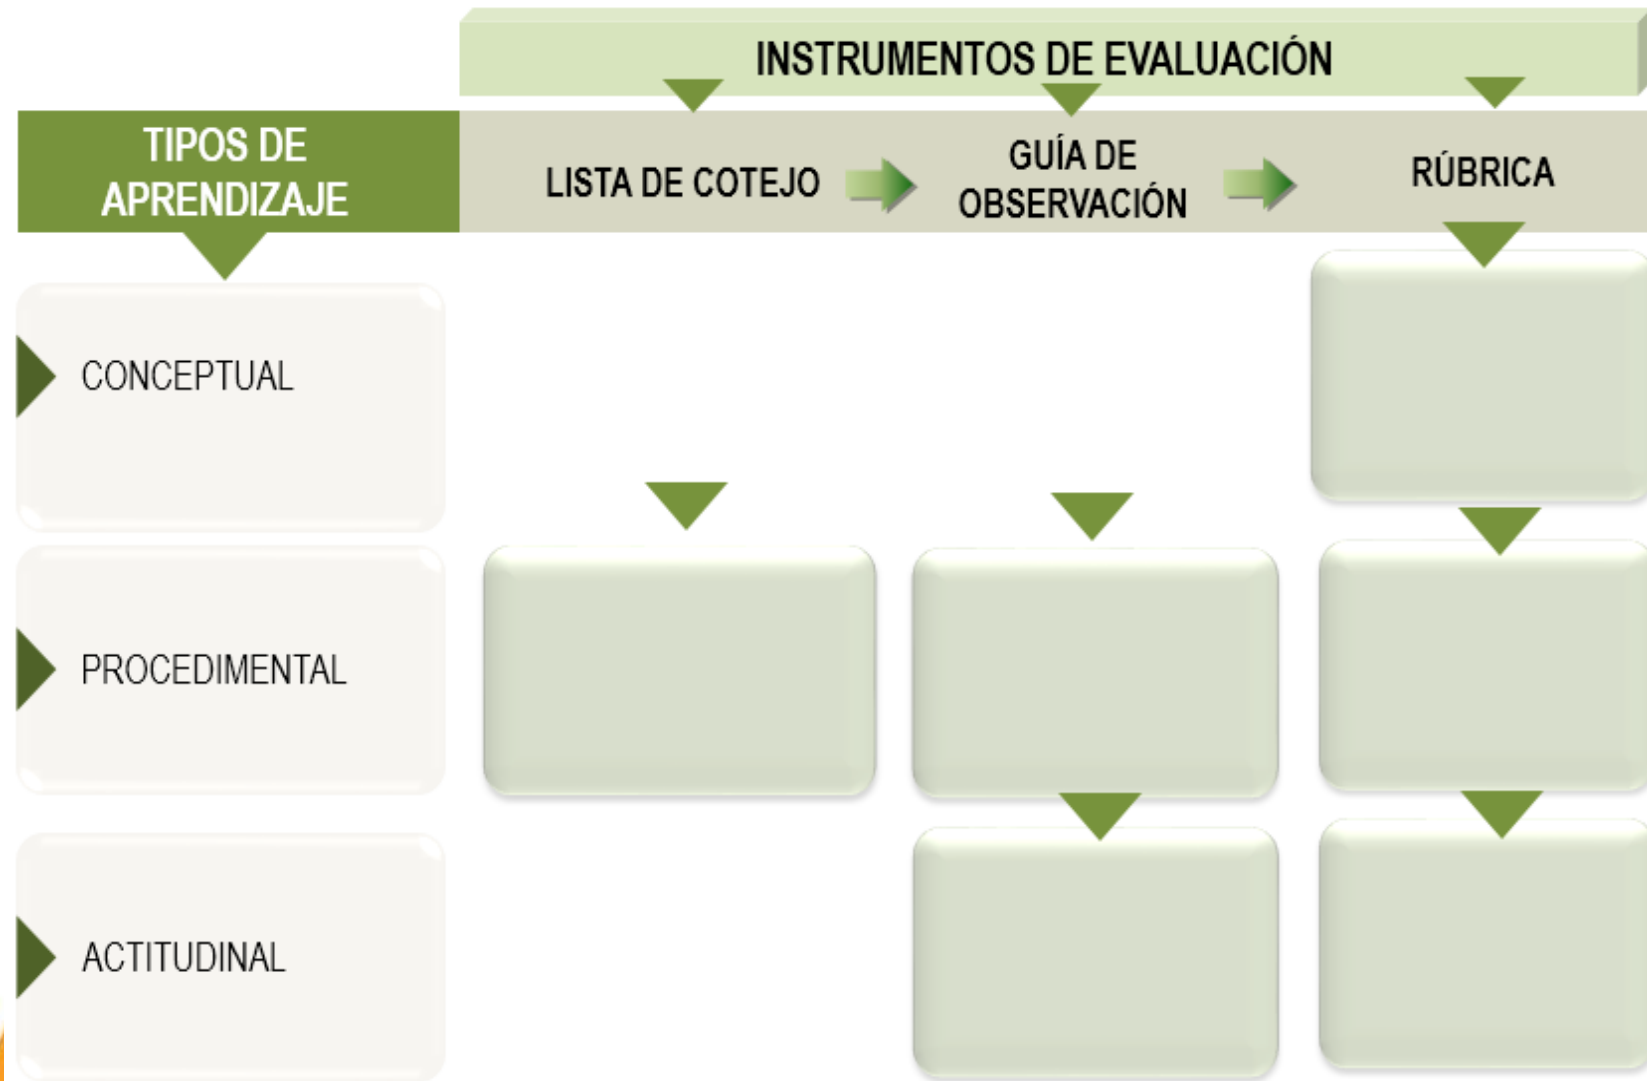 INSTRUMENTOS DE EVALUACIÓN
TIPOS DE
APRENDIZAJE
LISTA DE COTEJO
GUÍA DE
OBSERVACIÓN
RÚBRICA
CONCEPTUAL
PROCEDIMENTAL
ACTITUDINAL